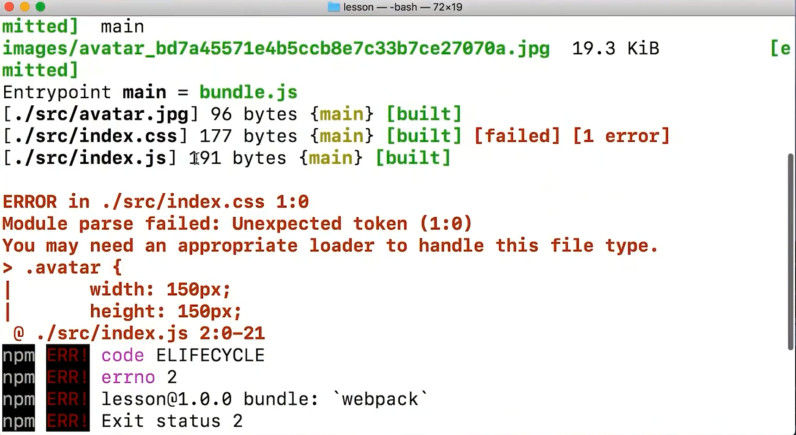 lesson — -bash — 72×19
mitted]  main
images/avatar_bd7a45571e4b5ccb8e7c33b7ce27070a.jpg  19.3 KiB          [e
mitted]
Entrypoint main = bundle.js
[./src/avatar.jpg] 96 bytes {main} [built]
[./src/index.css] 177 bytes {main} [built] [failed] [1 error]
[./src/index.js] 191 bytes {main} [built]
ERROR in ./src/index.css 1:0
Module parse failed: Unexpected token (1:0)
You may need an appropriate loader to handle this file type.
> .avatar {
|       width: 150px;
|       height: 150px;
 @ ./src/index.js 2:0-21
npm ERR! code ELIFECYCLE
npm ERR! errno 2
npm ERR! lesson@1.0.0 bundle: `webpack`
npm ERR! Exit status 2